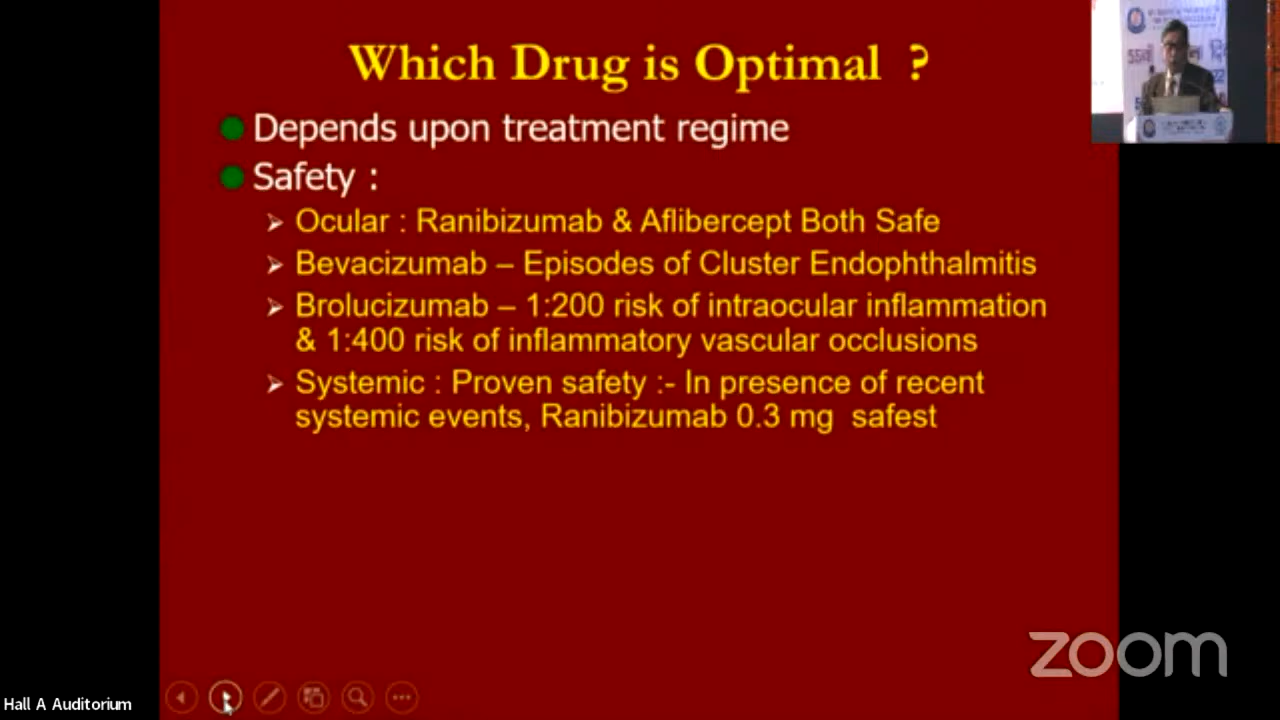 Which Drug is Optimal ?
Depends upon treatment regime
Safety :
Ocular : Ranibizumab & Aflibercept Both Safe
Bevacizumab – Episodes of Cluster Endophthalmitis
Brolucizumab – 1:200 risk of intraocular inflammation
& 1:400 risk of inflammatory vascular occlusions
Systemic : Proven safety :- In presence of recent
systemic events, Ranibizumab 0.3 mg safest
zoom
Hall A Auditorium